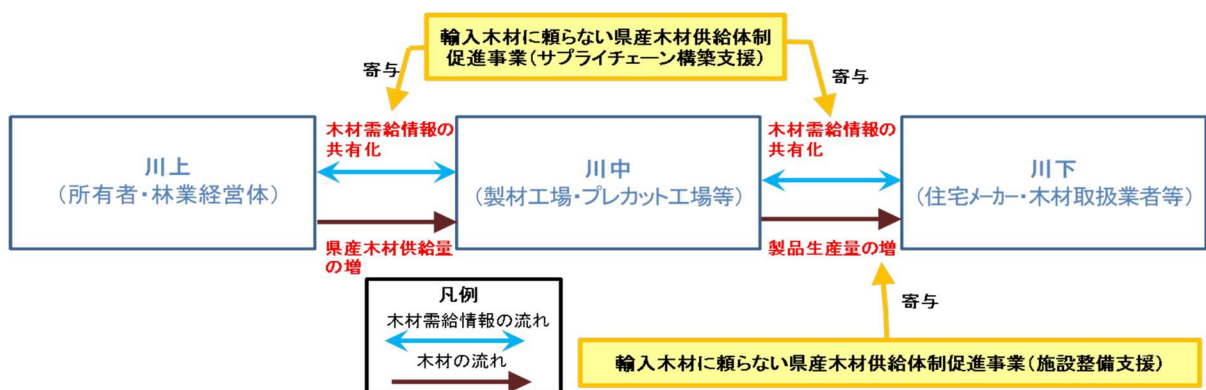 輸入木材に頼らない県産木材供給体制
促進事業(サプライチェーン構築支援)
寄与
寄与
木材需給情報の
共有化
木材需給情報の
共有化
川上
(所有者・林業経営体)
川中
(製材工場・プレカット工場等)
川下
(住宅メーカー・木材取扱業者等)
県産木材供給量
の増
製品生産量の増
凡例
木材需給情報の流れ
木材の流れ
寄与
輸入木材に頼らない県産木材供給体制促進事業(施設整備支援)